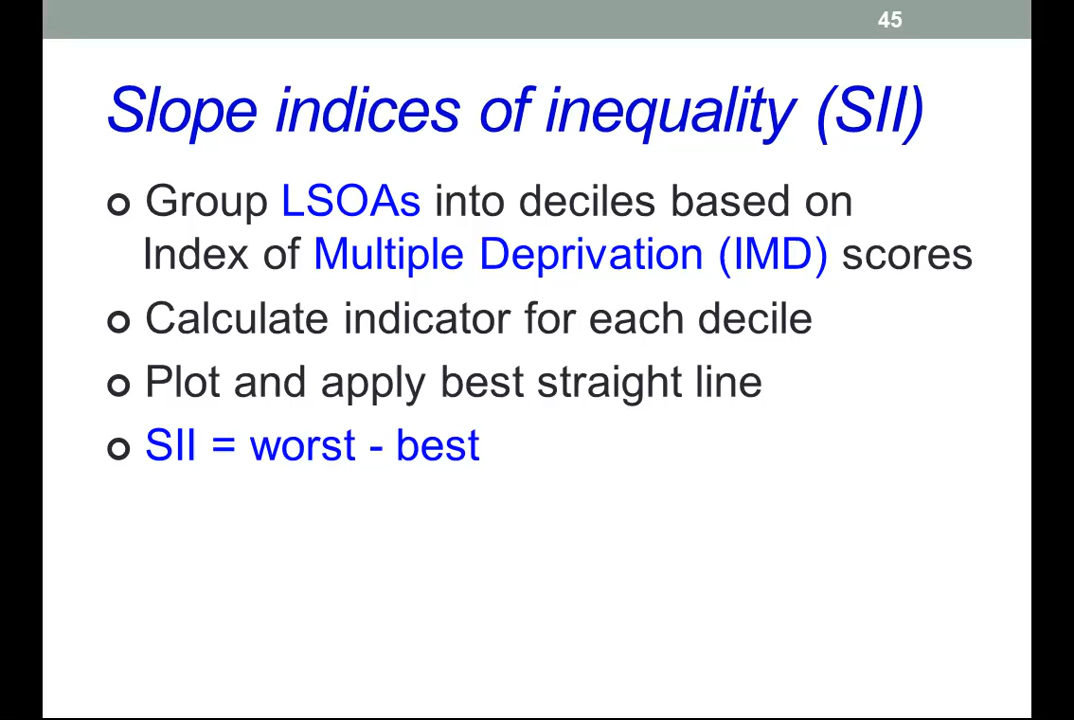 45
Slope indices of inequality (SII)
Group LSOAs into deciles based on
Index of Multiple Deprivation (IMD) scores
Calculate indicator for each decile
Plot and apply best straight line
SII = worst - best